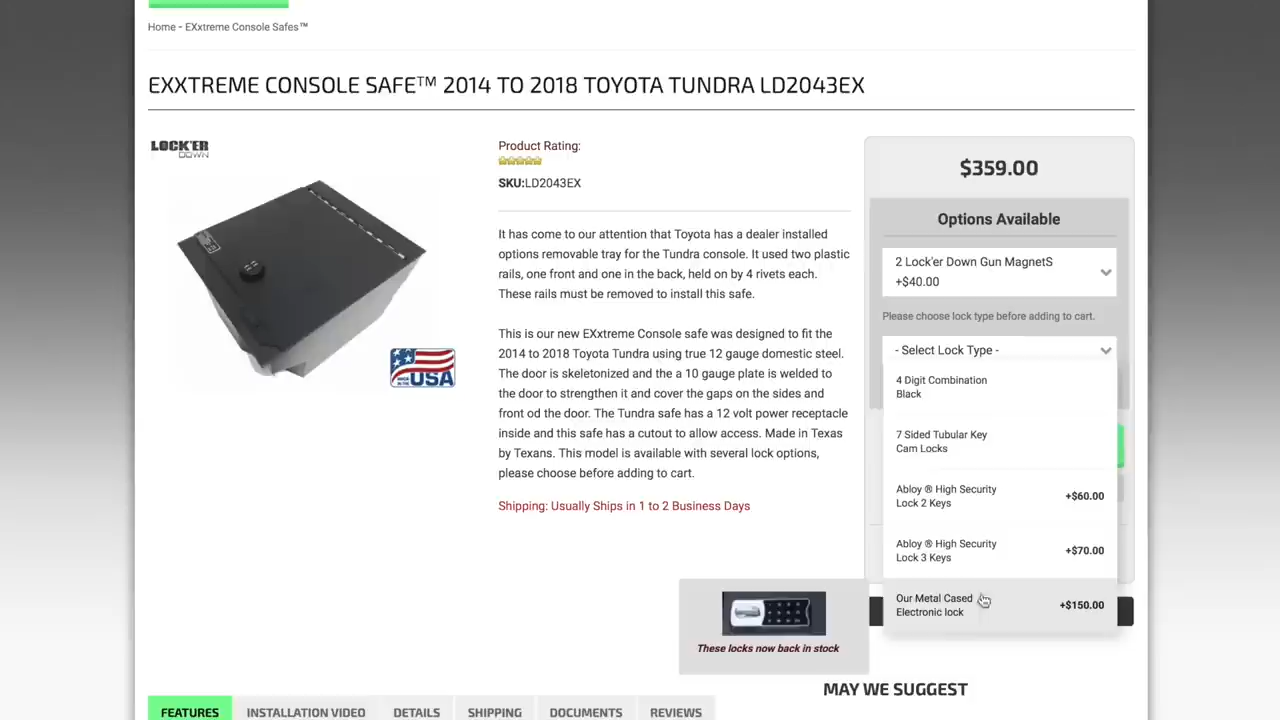 Home - EXxtreme Console Safes™
EXXTREME CONSOLE SAFE™ 2014 TO 2018 TOYOTA TUNDRA LD2043EX
LOCK'ER
DOWN
MADE IN THE
USA
Product Rating:
SKU:LD2043EX
It has come to our attention that Toyota has a dealer installed
options removable tray for the Tundra console. It used two plastic
rails, one front and one in the back, held on by 4 rivets each.
These rails must be removed to install this safe.
This is our new EXxtreme Console safe was designed to fit the
2014 to 2018 Toyota Tundra using true 12 gauge domestic steel.
The door is skeletonized and the a 10 gauge plate is welded to
the door to strengthen it and cover the gaps on the sides and
front od the door. The Tundra safe has a 12 volt power receptacle
inside and this safe has a cutout to allow access. Made in Texas
by Texans. This model is available with several lock options,
please choose before adding to cart.
Shipping: Usually Ships in 1 to 2 Business Days
$359.00
Options Available
2 Lock'er Down Gun MagnetS
+$40.00
Please choose lock type before adding to cart.
- Select Lock Type -
4 Digit Combination
Black
7 Sided Tubular Key
Cam Locks
Abloy ® High Security
Lock 2 Keys
+$60.00
Abloy ® High Security
Lock 3 Keys
+$70.00
Our Metal Cased
Electronic lock
+$150.00
These locks now back in stock
MAY WE SUGGEST
FEATURES
INSTALLATION VIDEO
DETAILS
SHIPPING
DOCUMENTS
REVIEWS